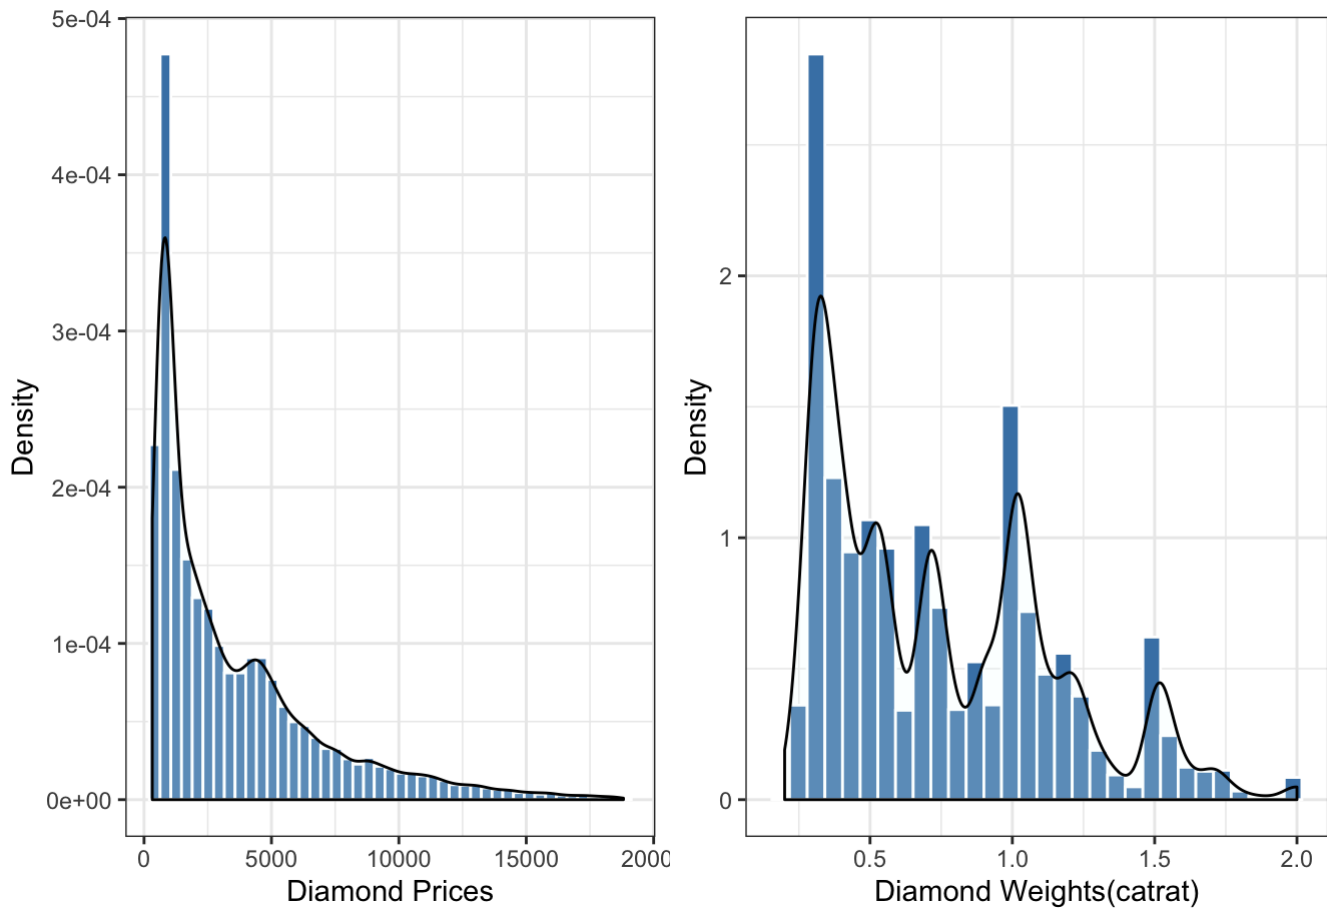 5e-04
4e-04
3e-04
2e-04
1e-04
0e+00
Density
0
5000
10000
15000
2000
Diamond Prices
2
1
0
Density
0.5
1.0
1.5
2.0
Diamond Weights(catrat)